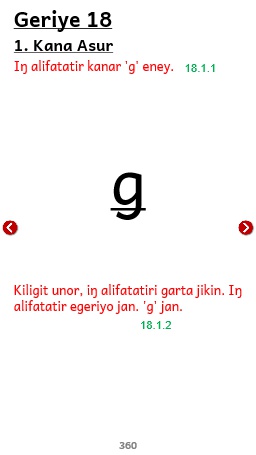 Geriye 18
1. Kana Asur
Iŋ alifatatir kanar 'g' eney. 18.1.1
g
Kiligit unor, iŋ alifatatiri garta jikin. Iŋ
alifatatir egeriyo jan. 'g' jan.
18.1.2
360